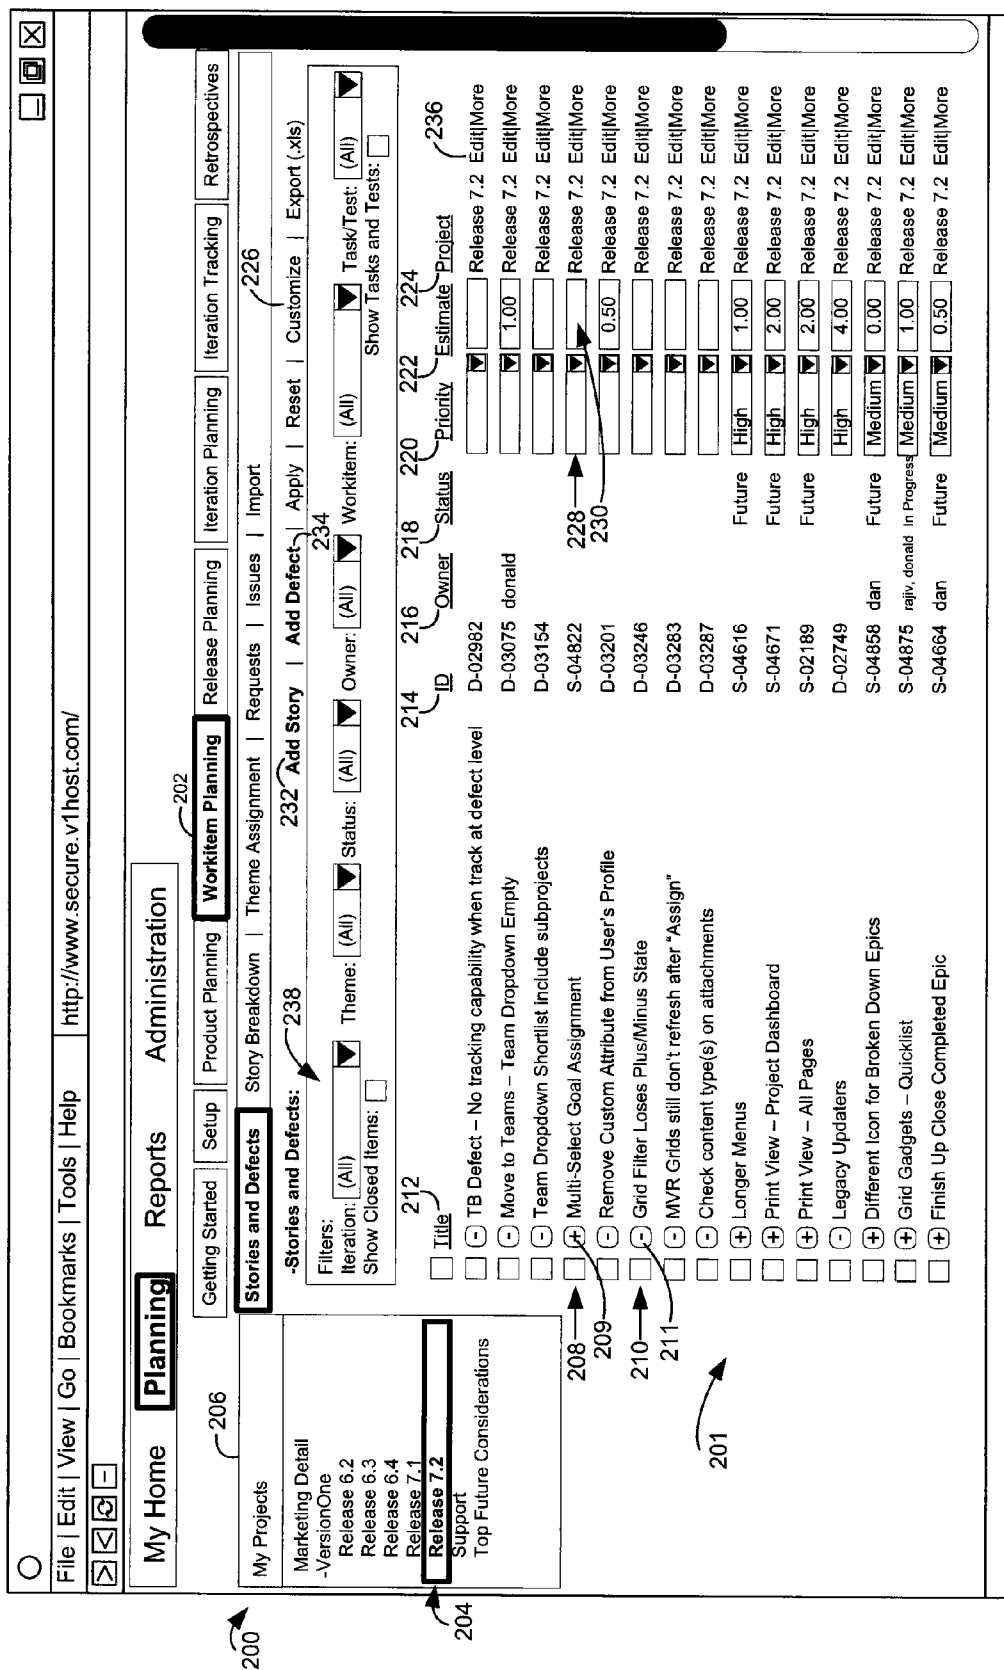 200
File | Edit | View | Go | Bookmarks | Tools | Help
http://www.secure.v1host.com/
My Home Planning Reports Administration
202
Getting Started Setup Product Planning Workitem Planning Release Planning Iteration Planning Iteration Tracking Retrospectives
206
My Projects
Marketing Detail
-VersionOne
Release 6.2
Release 6.3
Release 6.4
Release 7.1
Release 7.2
Support
Top Future Considerations
204
Stories and Defects Story Breakdown | Theme Assignment | Requests | Issues | Import
226
-Stories and Defects: 238 232 Add Story | Add Defect | Apply | Reset | Customize | Export (.xls)
234
Filters:
Iteration: (All) Theme: (All) Status: (All) Owner: (All) Workitem: (All) Task/Test: (All)
Show Closed Items: Show Tasks and Tests:
212 214 216 218 220 222 224 236
Title ID Owner Status Priority Estimate Project
- TB Defect – No tracking capability when track at defect level D-02982 Release 7.2 Edit|More
- Move to Teams – Team Dropdown Empty D-03075 donald 1.00 Release 7.2 Edit|More
- Team Dropdown Shortlist include subprojects D-03154 Release 7.2 Edit|More
208 + Multi-Select Goal Assignment S-04822 228 Release 7.2 Edit|More
209 - Remove Custom Attribute from User's Profile D-03201 230 0.50 Release 7.2 Edit|More
210 - Grid Filter Loses Plus/Minus State D-03246 Release 7.2 Edit|More
211 - MVR Grids still don't refresh after "Assign" D-03283 Release 7.2 Edit|More
- Check content type(s) on attachments D-03287 Release 7.2 Edit|More
201 + Longer Menus S-04616 Future High 1.00 Release 7.2 Edit|More
+ Print View – Project Dashboard S-04671 Future High 2.00 Release 7.2 Edit|More
+ Print View – All Pages S-02189 Future High 2.00 Release 7.2 Edit|More
- Legacy Updaters D-02749 High 4.00 Release 7.2 Edit|More
+ Different Icon for Broken Down Epics S-04858 dan Future Medium 0.00 Release 7.2 Edit|More
+ Grid Gadgets – Quicklist S-04875 rajiv, donald In Progress Medium 1.00 Release 7.2 Edit|More
+ Finish Up Close Completed Epic S-04664 dan Future Medium 0.50 Release 7.2 Edit|More